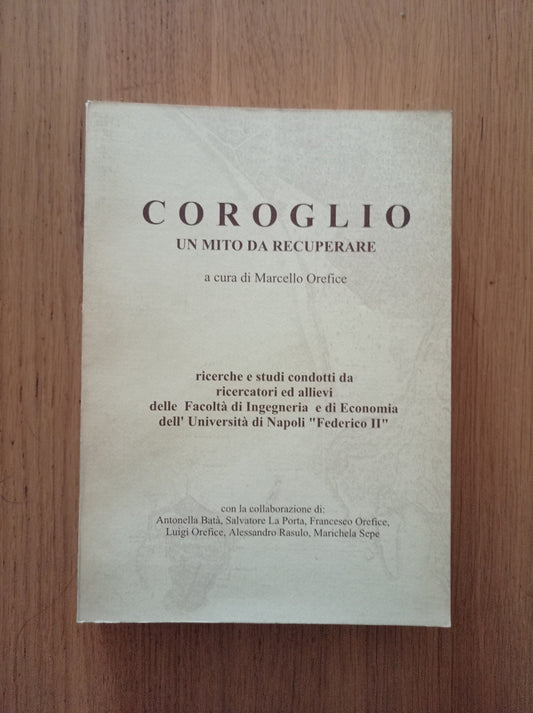 COROGLIO
UN MITO DA RECUPERARE
a cura di Marcello Orefice
ricerche e studi condotti da
ricercatori ed allievi
delle Facoltà di Ingegneria e di Economia
dell' Università di Napoli "Federico II"
con la collaborazione di:
Antonella Batà, Salvatore La Porta, Francesco Orefice,
Luigi Orefice, Alessandro Rasulo, Marichela Sepe